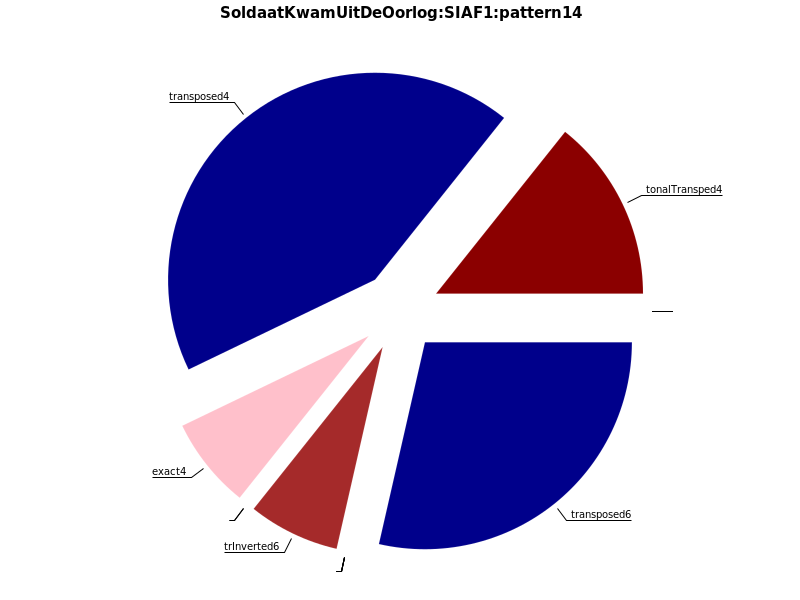 SoldaatKwamUitDeOorlog:SIAF1:pattern14
transposed4
tonalTransped4
exact4
transposed6
trInverted6